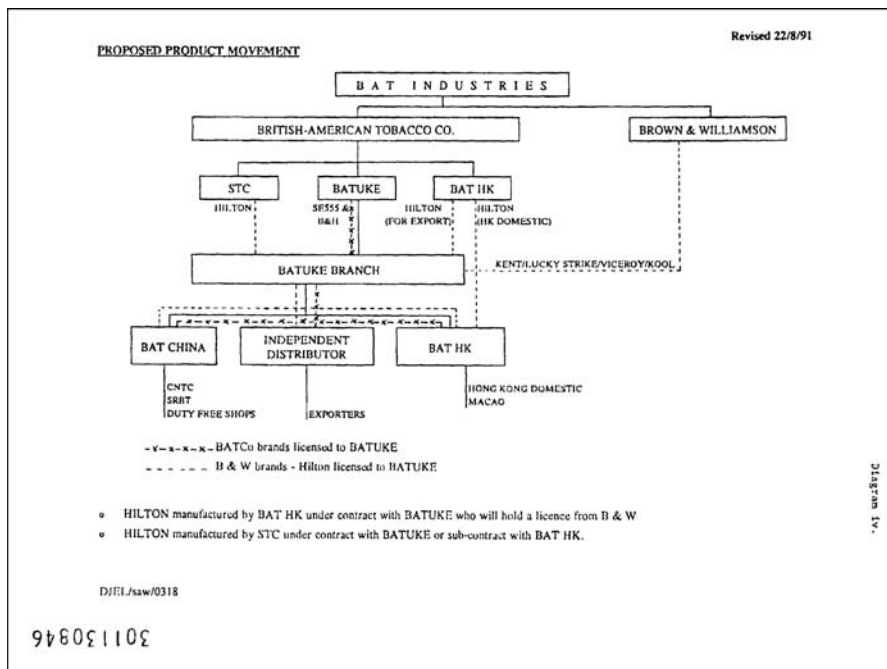 Revised 22/8/91
PROPOSED PRODUCT MOVEMENT
BAT INDUSTRIES
BRITISH-AMERICAN TOBACCO CO.
BROWN & WILLIAMSON
STC
BATUKE
BAT HK
HILTON
SE555 &
B&H
HILTON
(FOR EXPORT)
HILTON
(HK DOMESTIC)
KENT/LUCKY STRIKE/VICEROY/KOOL
BATUKE BRANCH
BAT CHINA
INDEPENDENT
DISTRIBUTOR
BAT HK
CNTC
SRBT
DUTY FREE SHOPS
EXPORTERS
HONG KONG DOMESTIC
MACAO
BATCo brands licensed to BATUKE
B & W brands - Hilton licensed to BATUKE
o HILTON manufactured by BAT HK under contract with BATUKE who will hold a licence from B & W
o HILTON manufactured by STC under contract with BATUKE or sub-contract with BAT HK.
Diagram iv.
DJEL/saw/0318
301130846